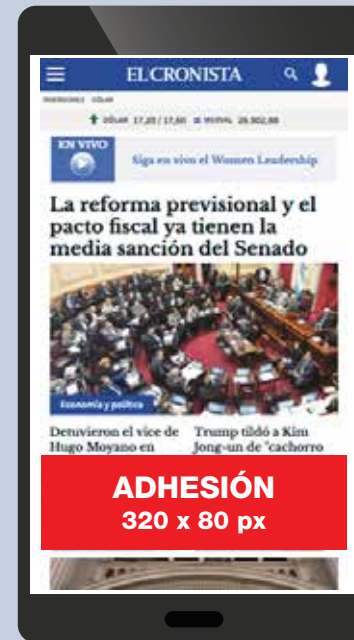 EL CRONISTA
DÓLAR 17,20 / 17,60
EN VIVO
Siga en vivo el Women Leadership
La reforma previsional y el
pacto fiscal ya tienen la
media sanción del Senado
Economía y política
Detuvieron el vice de
Hugo Moyano en
Trump tildó a Kim
Jong-un de "cachorro
ADHESIÓN
320 x 80 px